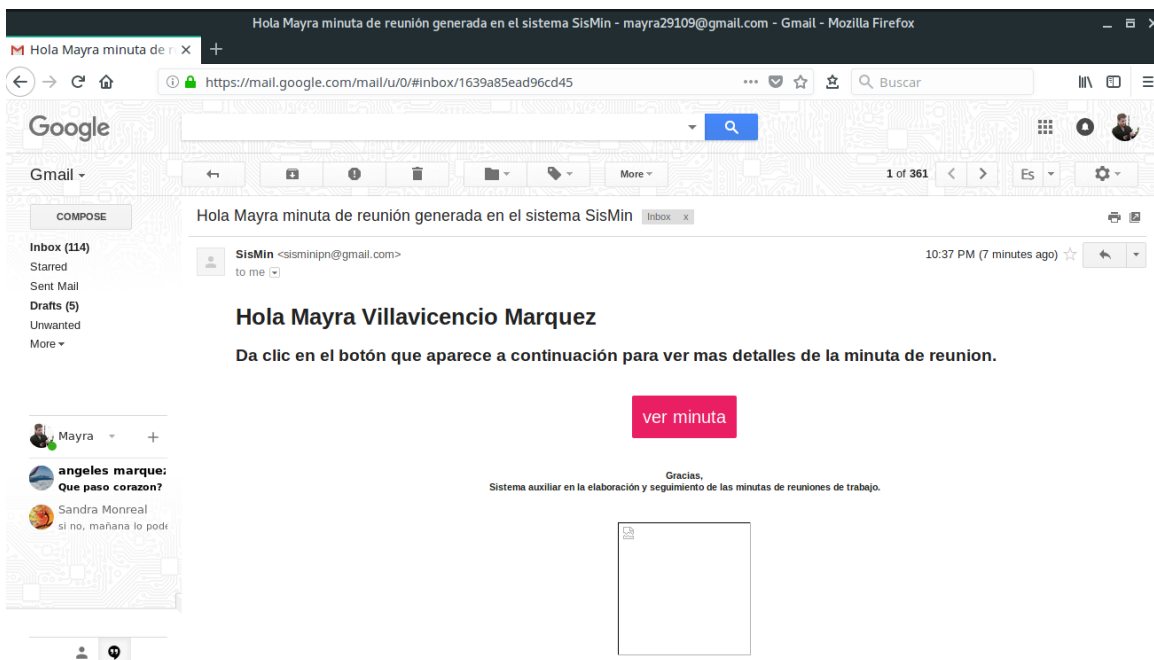 Hola Mayra minuta de reunión generada en el sistema SisMin - mayra29109@gmail.com - Gmail - Mozilla Firefox
Hola Mayra minuta de r
https://mail.google.com/mail/u/0/#inbox/1639a85ead96cd45
Buscar
Google
Gmail
More
1 of 361
Es
COMPOSE
Hola Mayra minuta de reunión generada en el sistema SisMin
Inbox x
Inbox (114)
Starred
Sent Mail
Drafts (5)
Unwanted
More
SisMin <sisminipn@gmail.com>
10:37 PM (7 minutes ago)
to me
Hola Mayra Villavicencio Marquez
Da clic en el botón que aparece a continuación para ver mas detalles de la minuta de reunion.
ver minuta
Gracias,
Sistema auxiliar en la elaboración y seguimiento de las minutas de reuniones de trabajo.
Mayra
angeles marque
Que paso corazon?
Sandra Monreal
si no, mañana lo pode